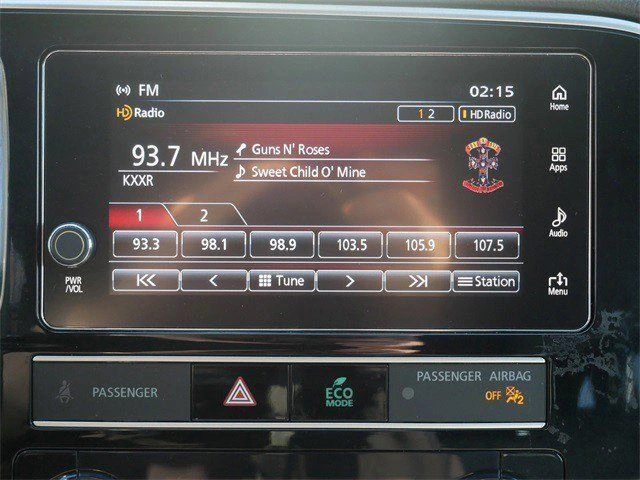 FM 02:15
HD Radio 1 2 HD Radio
Home
93.7 MHz
KXXR
Guns N' Roses
Sweet Child O' Mine
Apps
1 2
Audio
93.3 98.1 98.9 103.5 105.9 107.5
Tune Station
Menu
PWR
/VOL
PASSENGER
ECO
MODE
PASSENGER AIRBAG
OFF 2